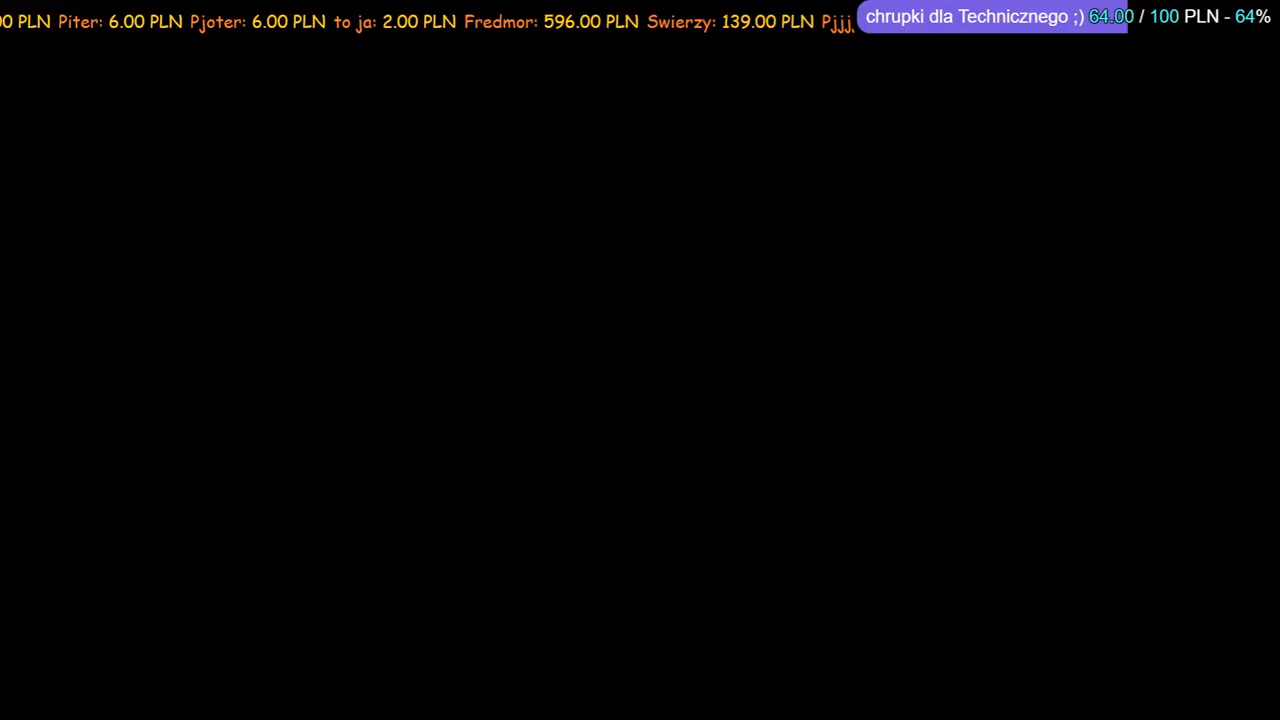 PLN Piter: 6.00 PLN Pjoter: 6.00 PLN to ja: 2.00 PLN Fredmor: 596.00 PLN Swierzy: 139.00 PLN
chrupki dla Technicznego ;) 64.00 / 100 PLN - 64%